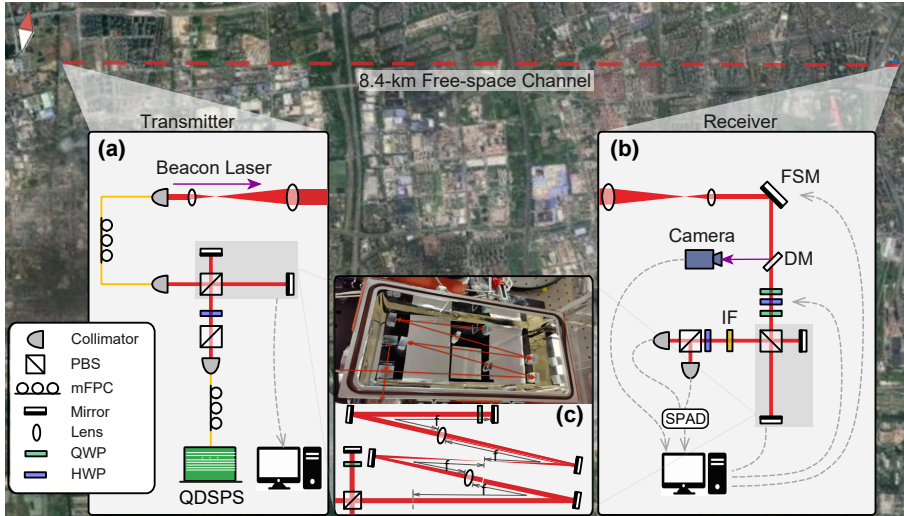 8.4-km Free-space Channel
Transmitter
(a)
Beacon Laser
Collimator
PBS
mFPC
Mirror
Lens
QWP
HWP
QDSPS
(c)
f
f
f
f
Receiver
(b)
FSM
Camera
DM
IF
SPAD